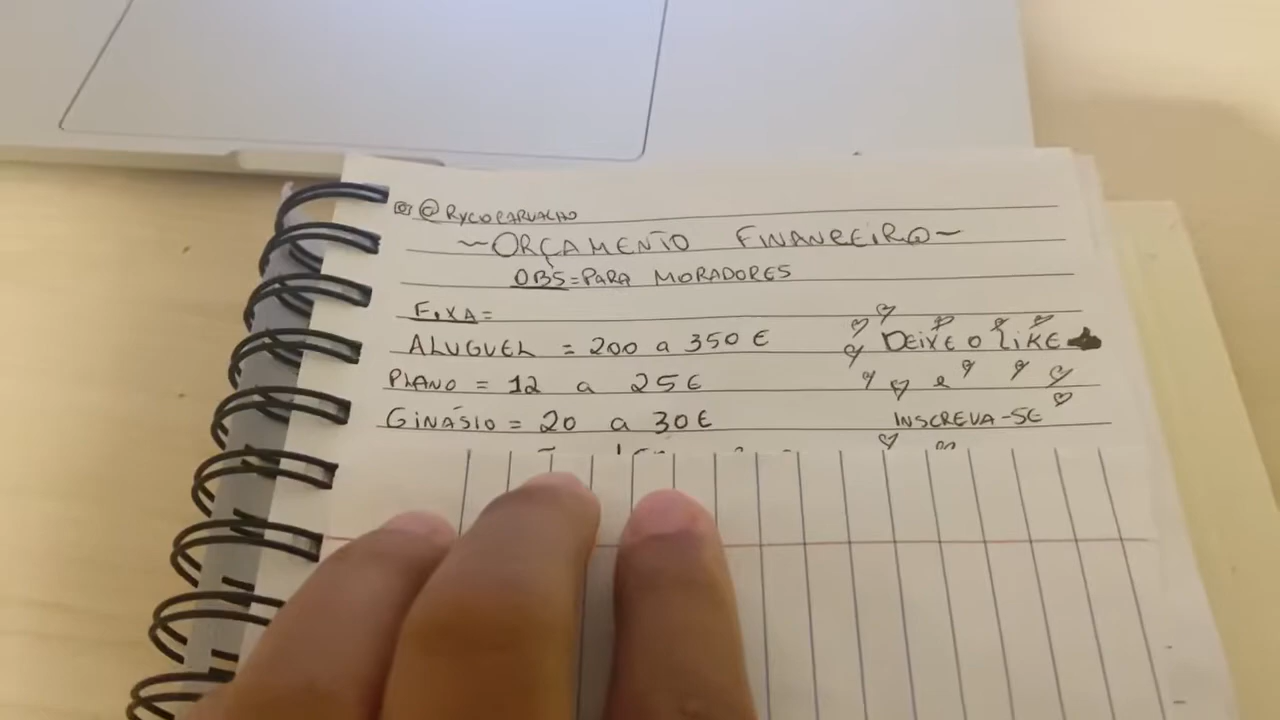 @RYCOCARVALHO
~ORÇAMENTO FINANCEIRO~
OBS=PARA MORADORES
FIXA=
ALUGUEL = 200 a 350 €
DEIXE O LIKE
PLANO = 12 a 25€
e
GINÁSIO = 20 a 30€
INSCREVA-SE